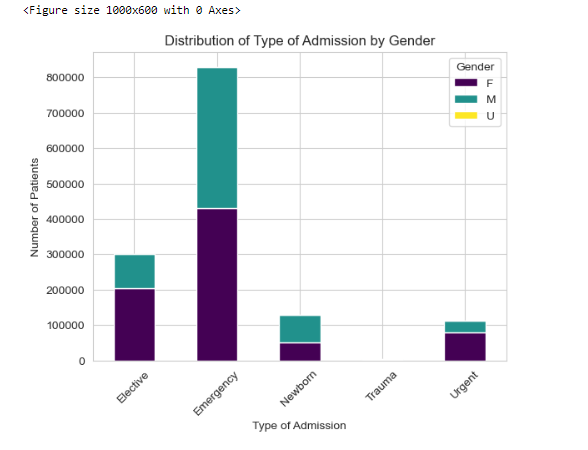 <Figure size 1000x600 with 0 Axes>
Distribution of Type of Admission by Gender
Gender
F
M
U
800000
700000
600000
500000
400000
300000
200000
100000
0
Number of Patients
Elective
Emergency
Newborn
Trauma
Urgent
Type of Admission